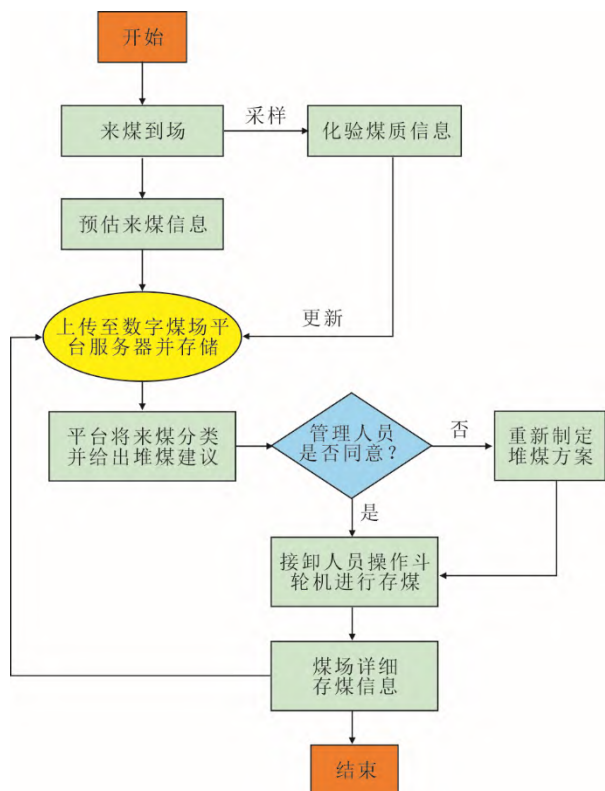 开始
来煤到场
采样
化验煤质信息
预估来煤信息
上传至数字煤场平
台服务器并存储
更新
平台将来煤分类
并给出堆煤建议
管理人员
是否同意？
否
重新制定
堆煤方案
是
接卸人员操作斗
轮机进行存煤
煤场详细
存煤信息
结束